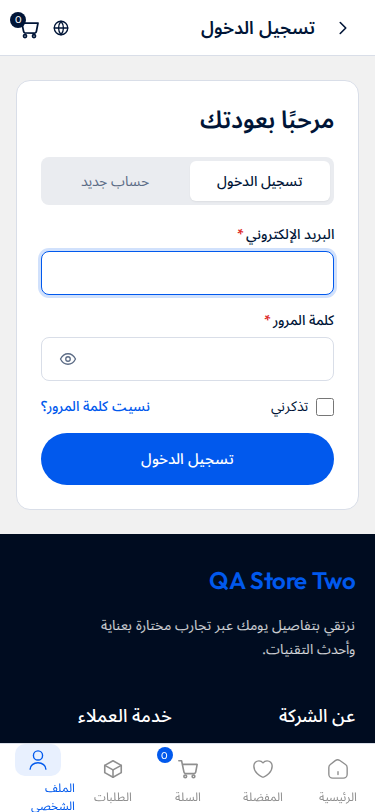 تسجيل الدخول
0
مرحبًا بعودتك
تسجيل الدخول
حساب جديد
البريد الإلكتروني *
كلمة المرور *
تذكرني
نسيت كلمة المرور؟
تسجيل الدخول
QA Store Two
نرتقي بتفاصيل يومك عبر تجارب مختارة بعناية
وأحدث التقنيات.
عن الشركة
خدمة العملاء
الرئيسية
المفضلة
0
السلة
الطلبات
الملف
الشخصي